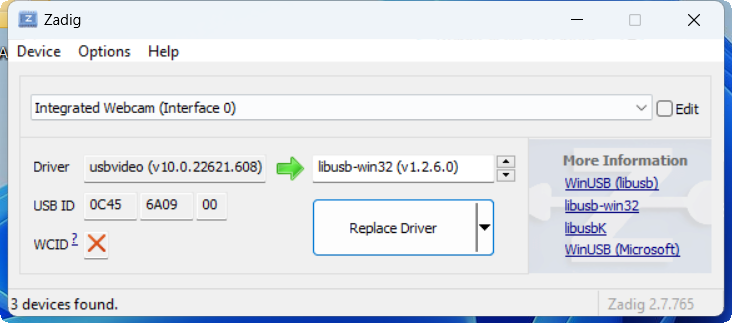 Zadig
Device Options Help
Integrated Webcam (Interface 0)
Edit
Driver usbvideo (v10.0.22621.608) libusb-win32 (v1.2.6.0)
USB ID 0C45 6A09 00
WCID ?
Replace Driver
More Information
WinUSB (libusb)
libusb-win32
libusbK
WinUSB (Microsoft)
3 devices found.
Zadig 2.7.765